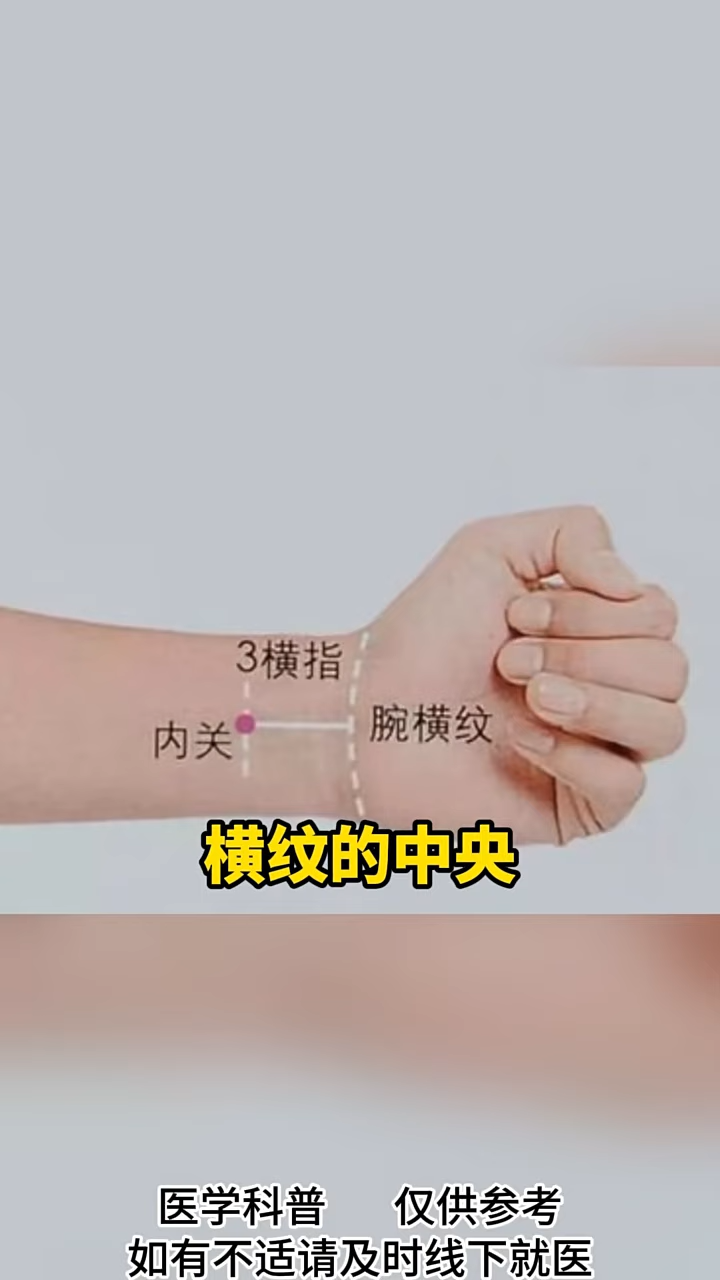 3横指
内关
腕横纹
横纹的中央
医学科普 仅供参考
如有不适请及时线下就医